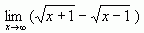 lim (√(x + 1) − √(x − 1))
x→∞